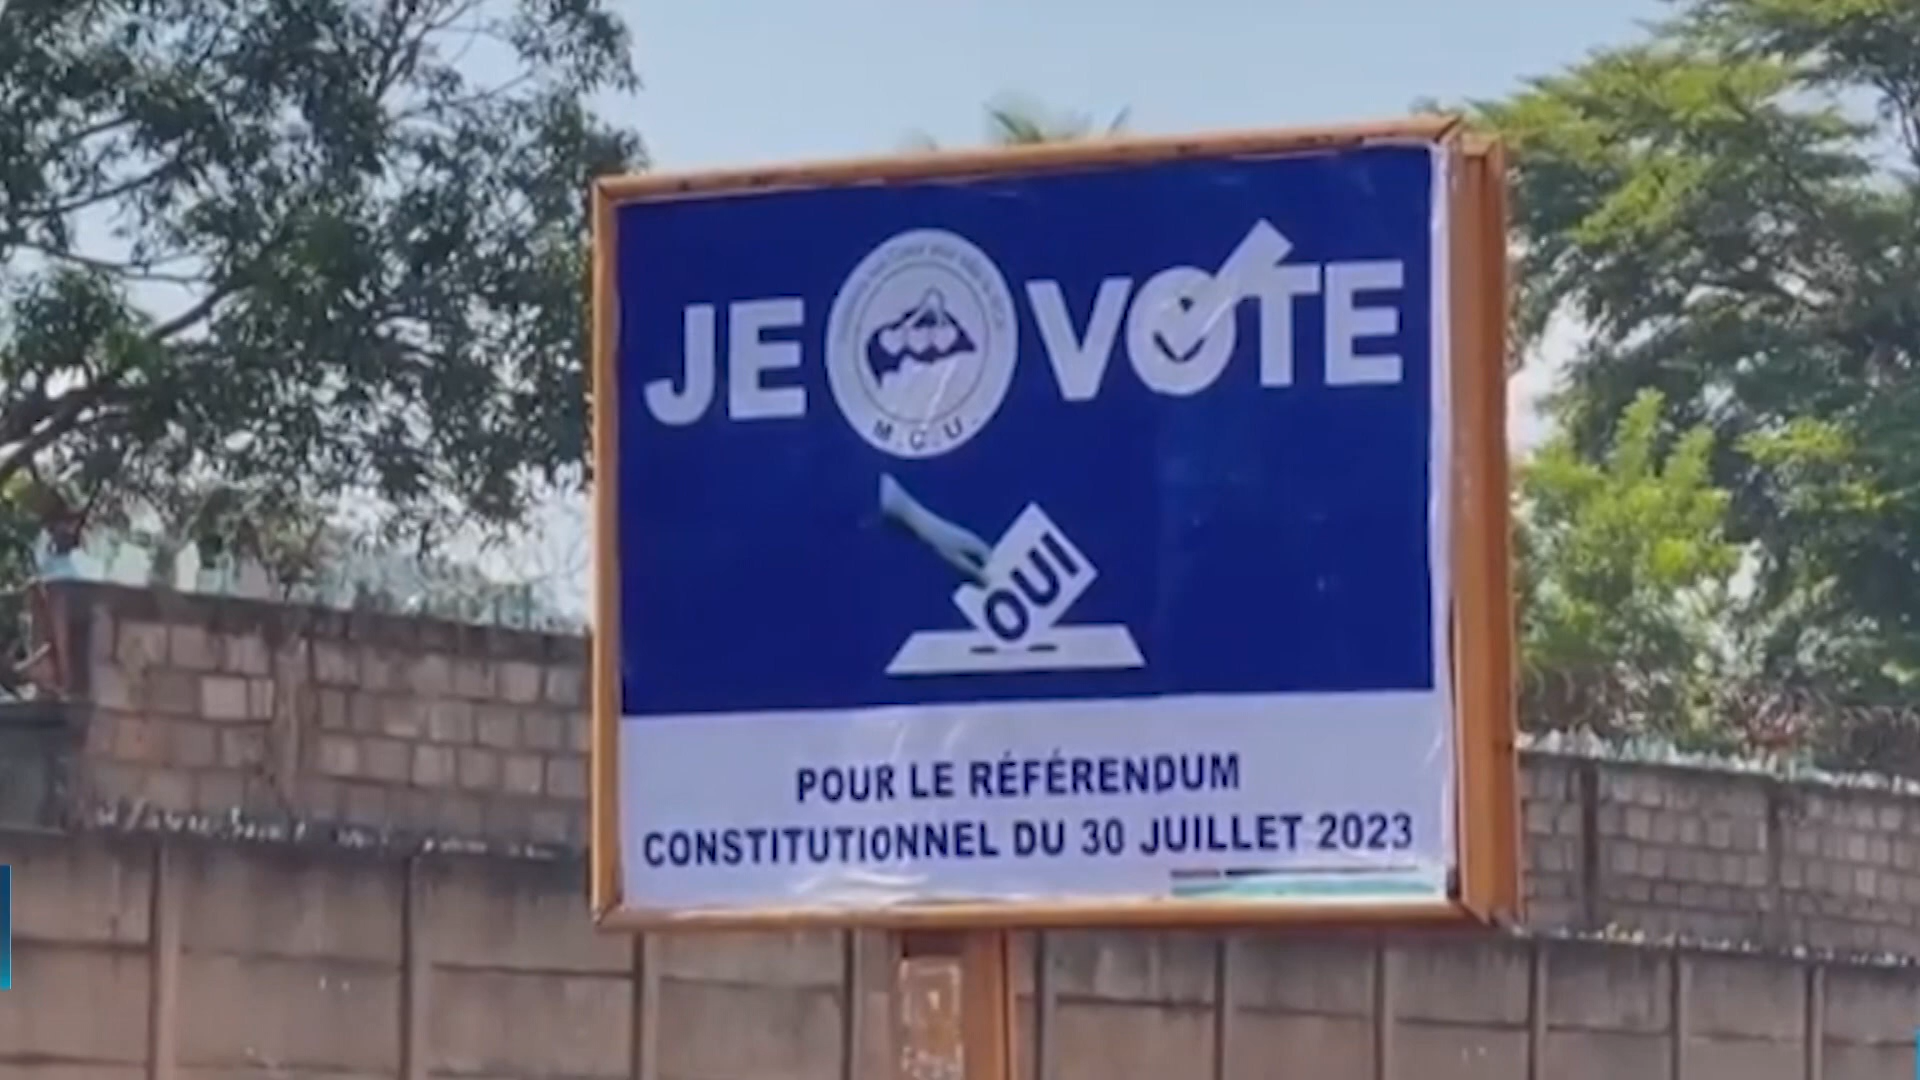 JE VOTE
M.C.U.
OUI
POUR LE RÉFÉRENDUM
CONSTITUTIONNEL DU 30 JUILLET 2023